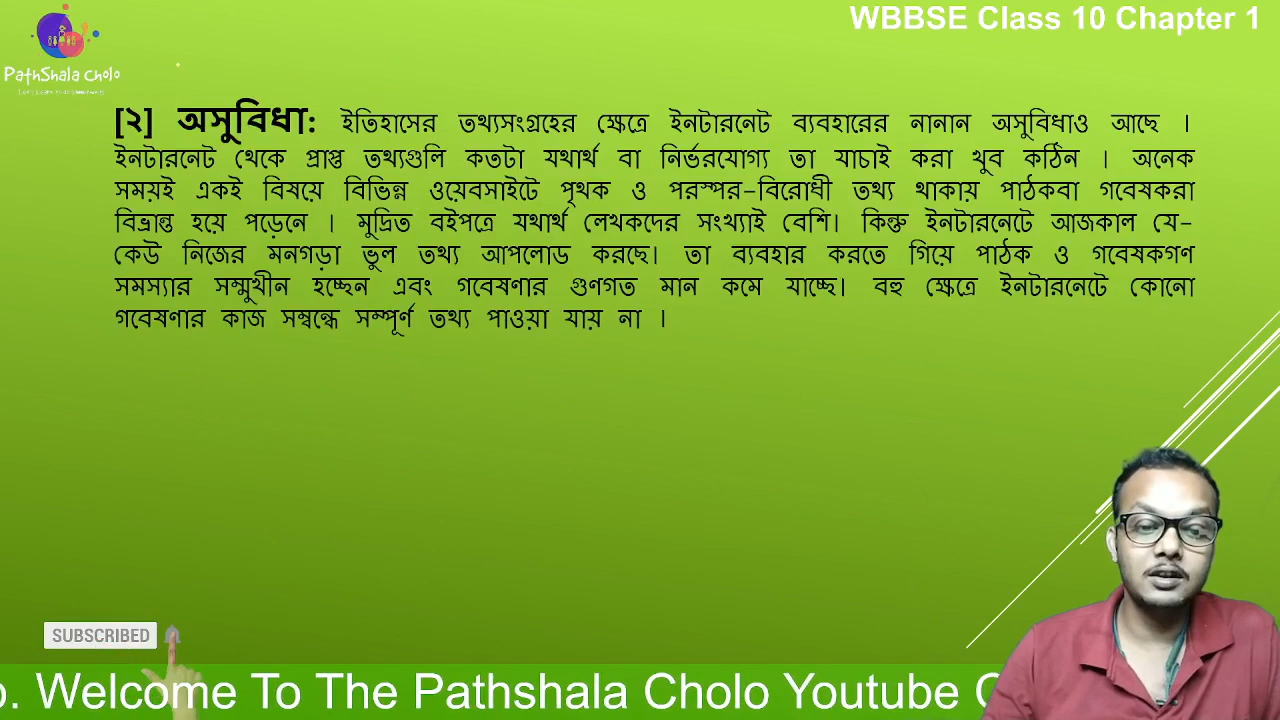 WBBSE Class 10 Chapter 1
PathShala Cholo
[২] অসুবিধা: ইতিহাসের তথ্যসংগ্রহের ক্ষেত্রে ইনটারনেট ব্যবহারের নানান অসুবিধাও আছে ।
ইনটারনেট থেকে প্রাপ্ত তথ্যগুলি কতটা যথার্থ বা নির্ভরযোগ্য তা যাচাই করা খুব কঠিন । অনেক
সময়ই একই বিষয়ে বিভিন্ন ওয়েবসাইটে পৃথক ও পরস্পর-বিরোধী তথ্য থাকায় পাঠকবা গবেষকরা
বিভ্রান্ত হয়ে পড়েনে । মুদ্রিত বইপত্রে যথার্থ লেখকদের সংখ্যাই বেশি। কিন্তু ইনটারনেটে আজকাল যে-
কেউ নিজের মনগড়া ভুল তথ্য আপলোড করছে। তা ব্যবহার করতে গিয়ে পাঠক ও গবেষকগণ
সমস্যার সম্মুখীন হচ্ছেন এবং গবেষণার গুণগত মান কমে যাচ্ছে। বহু ক্ষেত্রে ইনটারনেটে কোনো
গবেষণার কাজ সম্বন্ধে সম্পূর্ণ তথ্য পাওয়া যায় না ।
SUBSCRIBED
o. Welcome To The Pathshala Cholo Youtube C